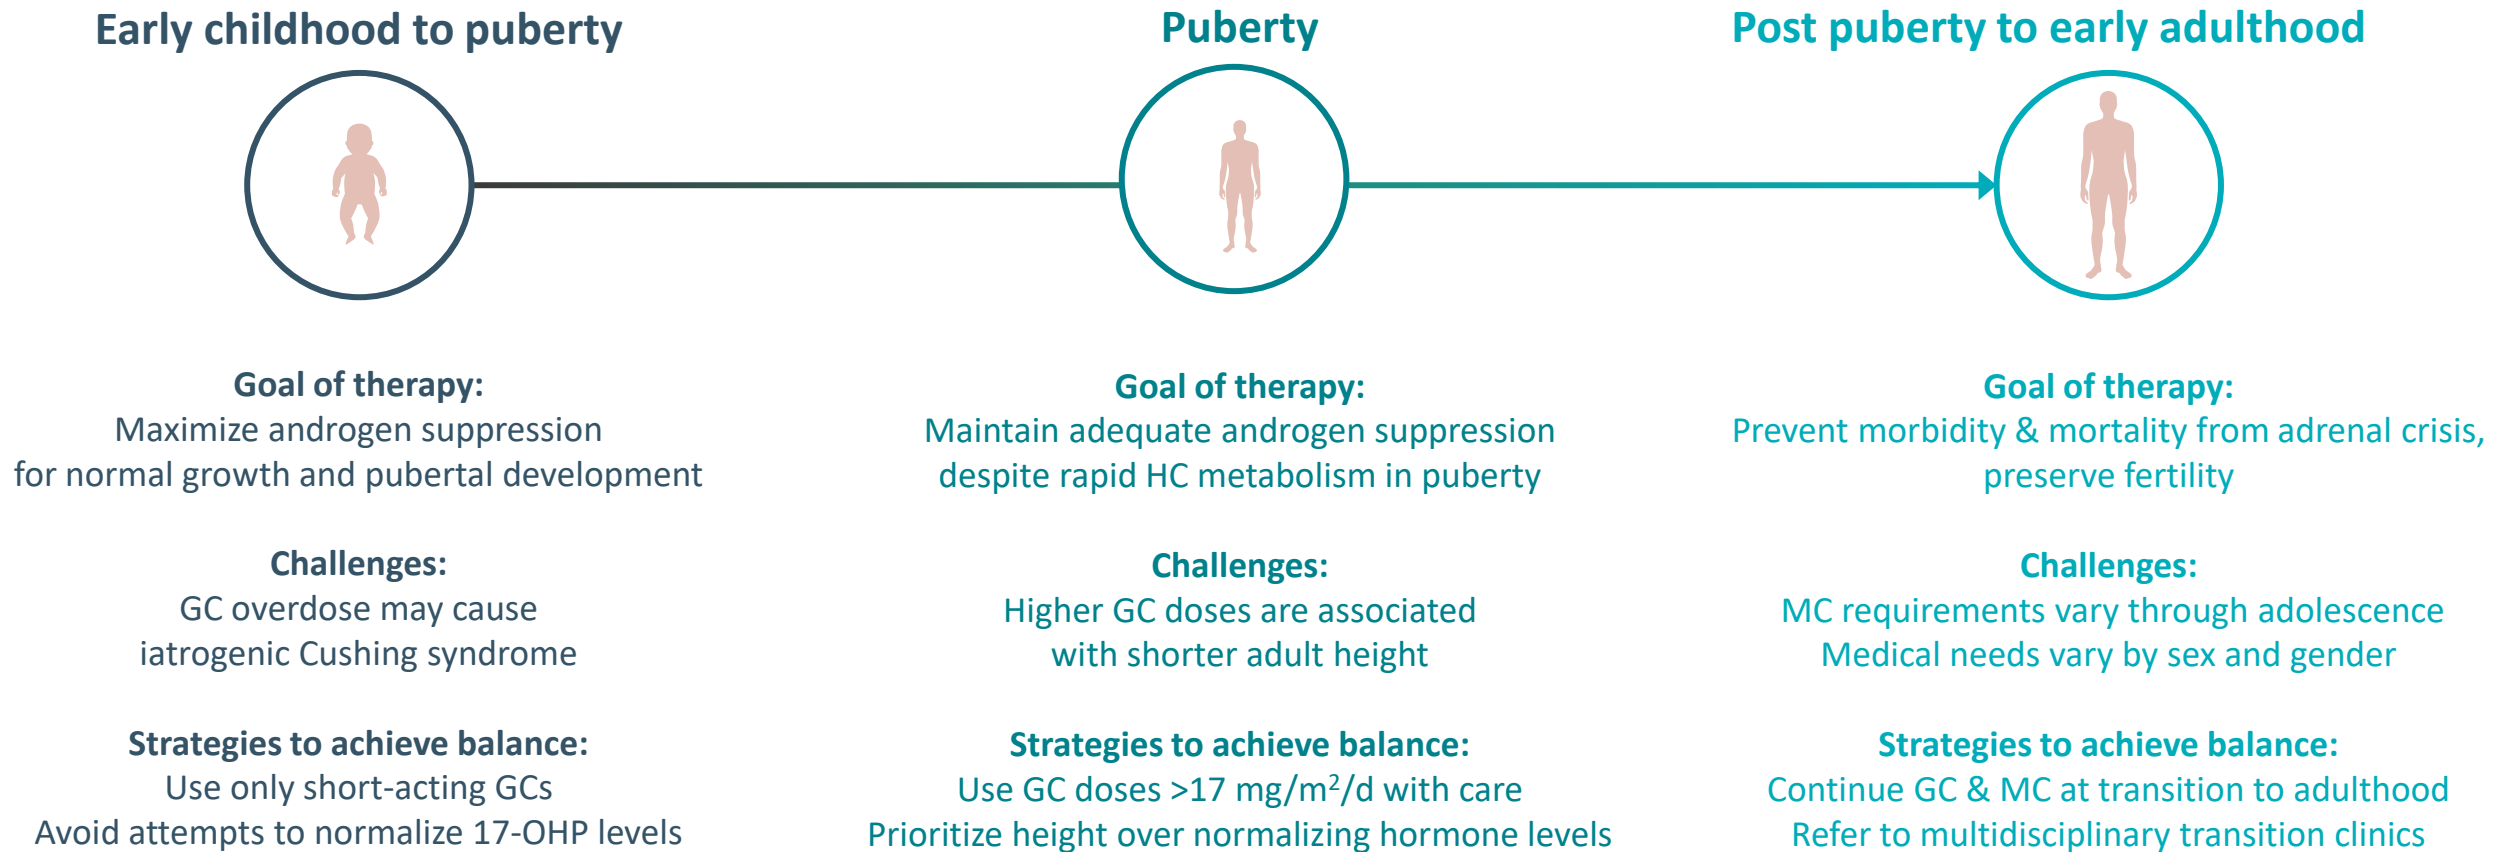 Early childhood to puberty
Goal of therapy:
Maximize androgen suppression
for normal growth and pubertal development
Challenges:
GC overdose may cause
iatrogenic Cushing syndrome
Strategies to achieve balance:
Use only short-acting GCs
Avoid attempts to normalize 17-OHP levels
Puberty
Goal of therapy:
Maintain adequate androgen suppression
despite rapid HC metabolism in puberty
Challenges:
Higher GC doses are associated
with shorter adult height
Strategies to achieve balance:
Use GC doses >17 mg/m²/d with care
Prioritize height over normalizing hormone levels
Post puberty to early adulthood
Goal of therapy:
Prevent morbidity & mortality from adrenal crisis,
preserve fertility
Challenges:
MC requirements vary through adolescence
Medical needs vary by sex and gender
Strategies to achieve balance:
Continue GC & MC at transition to adulthood
Refer to multidisciplinary transition clinics